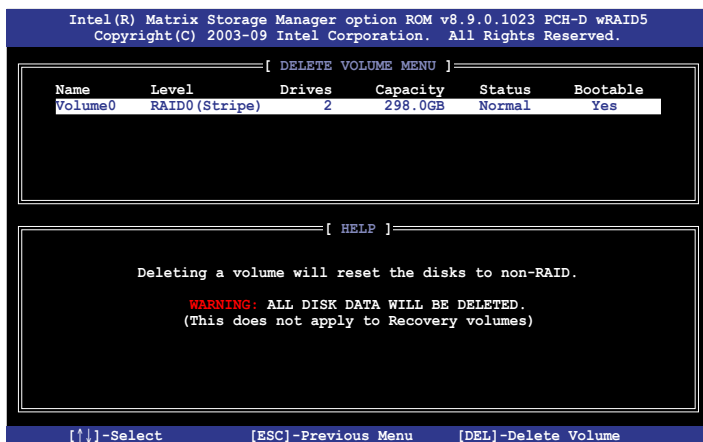 Intel(R) Matrix Storage Manager option ROM v8.9.0.1023 PCH-D wRAID5
Copyright(C) 2003-09 Intel Corporation. All Rights Reserved.
[ DELETE VOLUME MENU ]
Name Level Drives Capacity Status Bootable
Volume0 RAID0(Stripe) 2 298.0GB Normal Yes
[ HELP ]
Deleting a volume will reset the disks to non-RAID.
WARNING: ALL DISK DATA WILL BE DELETED.
(This does not apply to Recovery volumes)
[↑↓]-Select [ESC]-Previous Menu [DEL]-Delete Volume